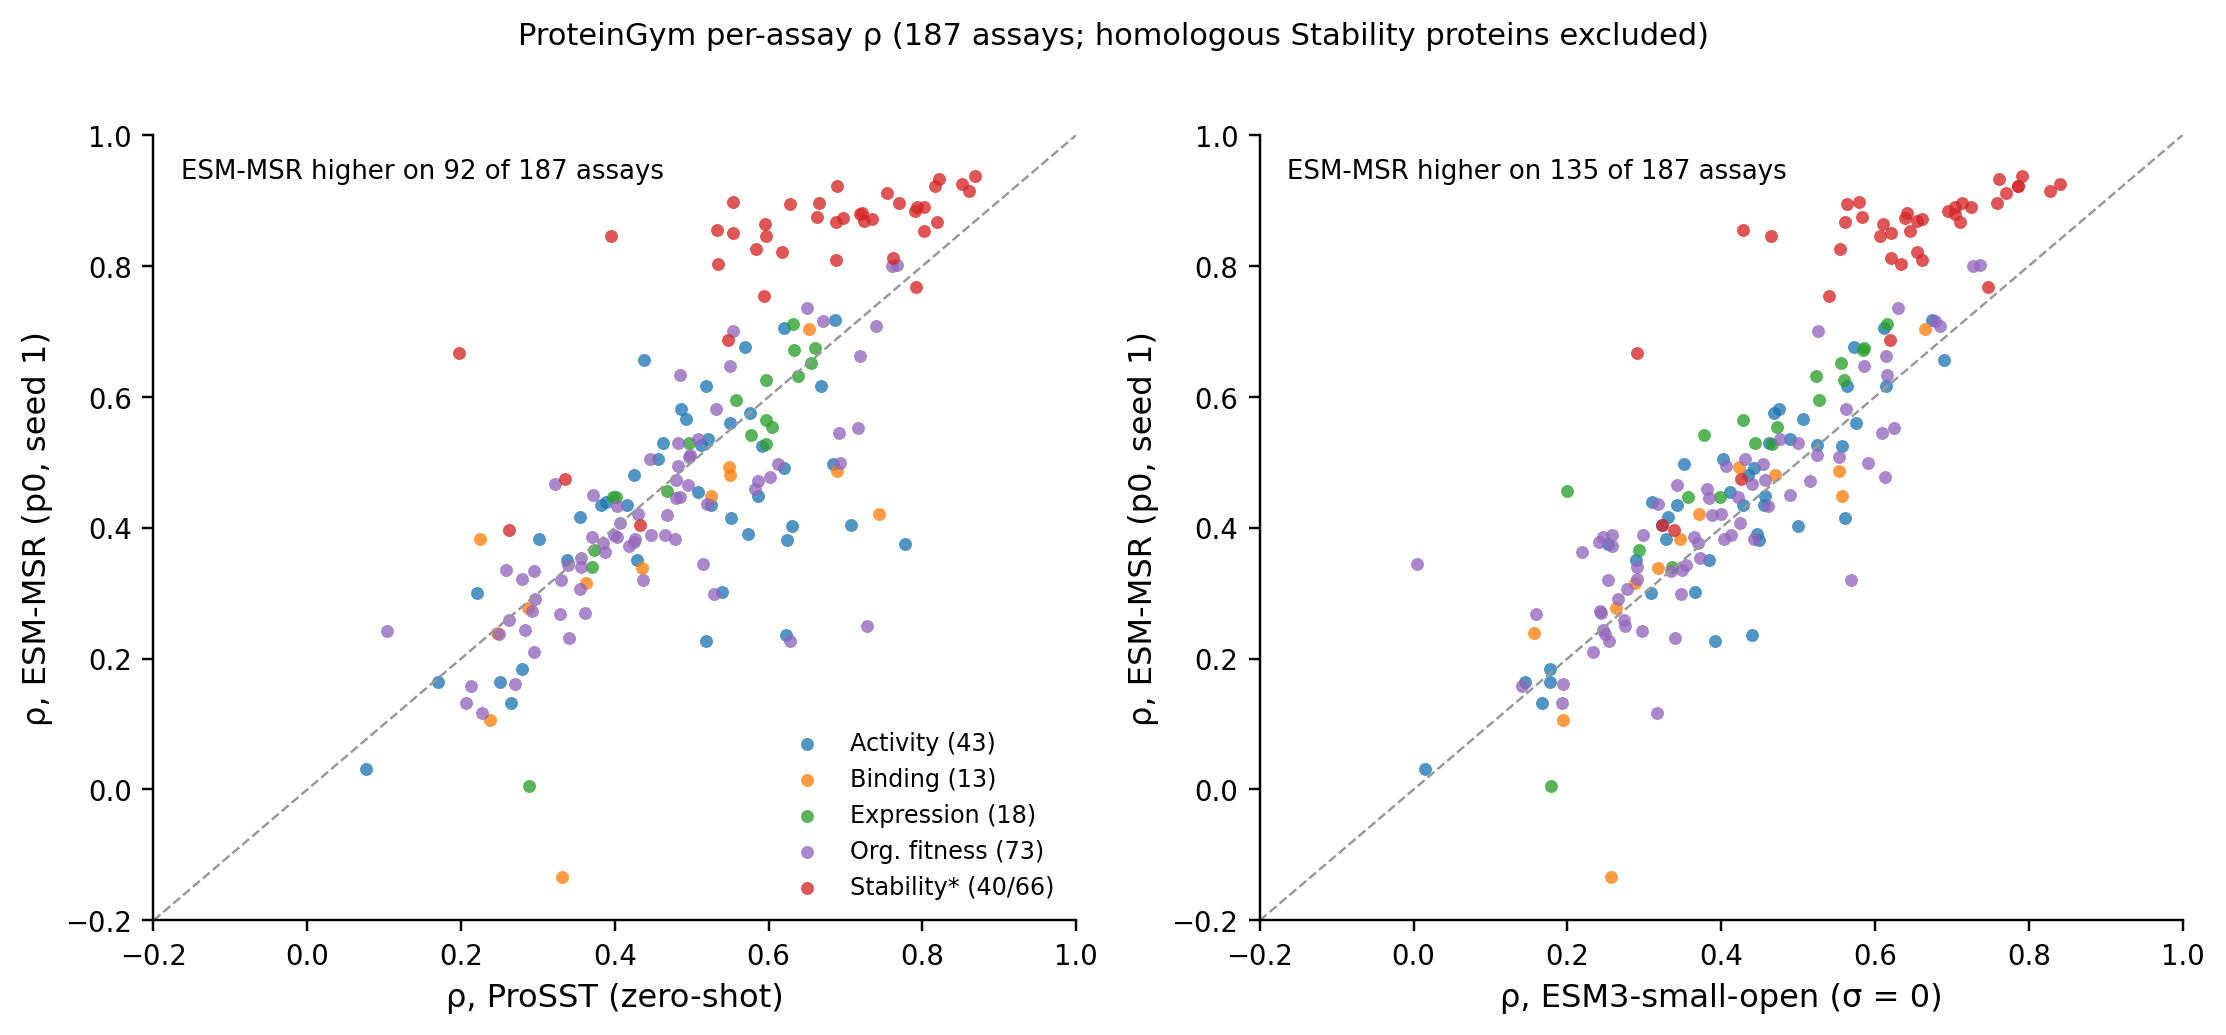 ProteinGym per-assay ρ (187 assays; homologous Stability proteins excluded)
ESM-MSR higher on 92 of 187 assays
ρ, ESM-MSR (p0, seed 1)
1.0
0.8
0.6
0.4
0.2
0.0
−0.2
Activity (43)
Binding (13)
Expression (18)
Org. fitness (73)
Stability* (40/66)
−0.2 0.0 0.2 0.4 0.6 0.8 1.0
ρ, ProSST (zero-shot)
ESM-MSR higher on 135 of 187 assays
ρ, ESM-MSR (p0, seed 1)
1.0
0.8
0.6
0.4
0.2
0.0
−0.2
−0.2 0.0 0.2 0.4 0.6 0.8 1.0
ρ, ESM3-small-open (σ = 0)